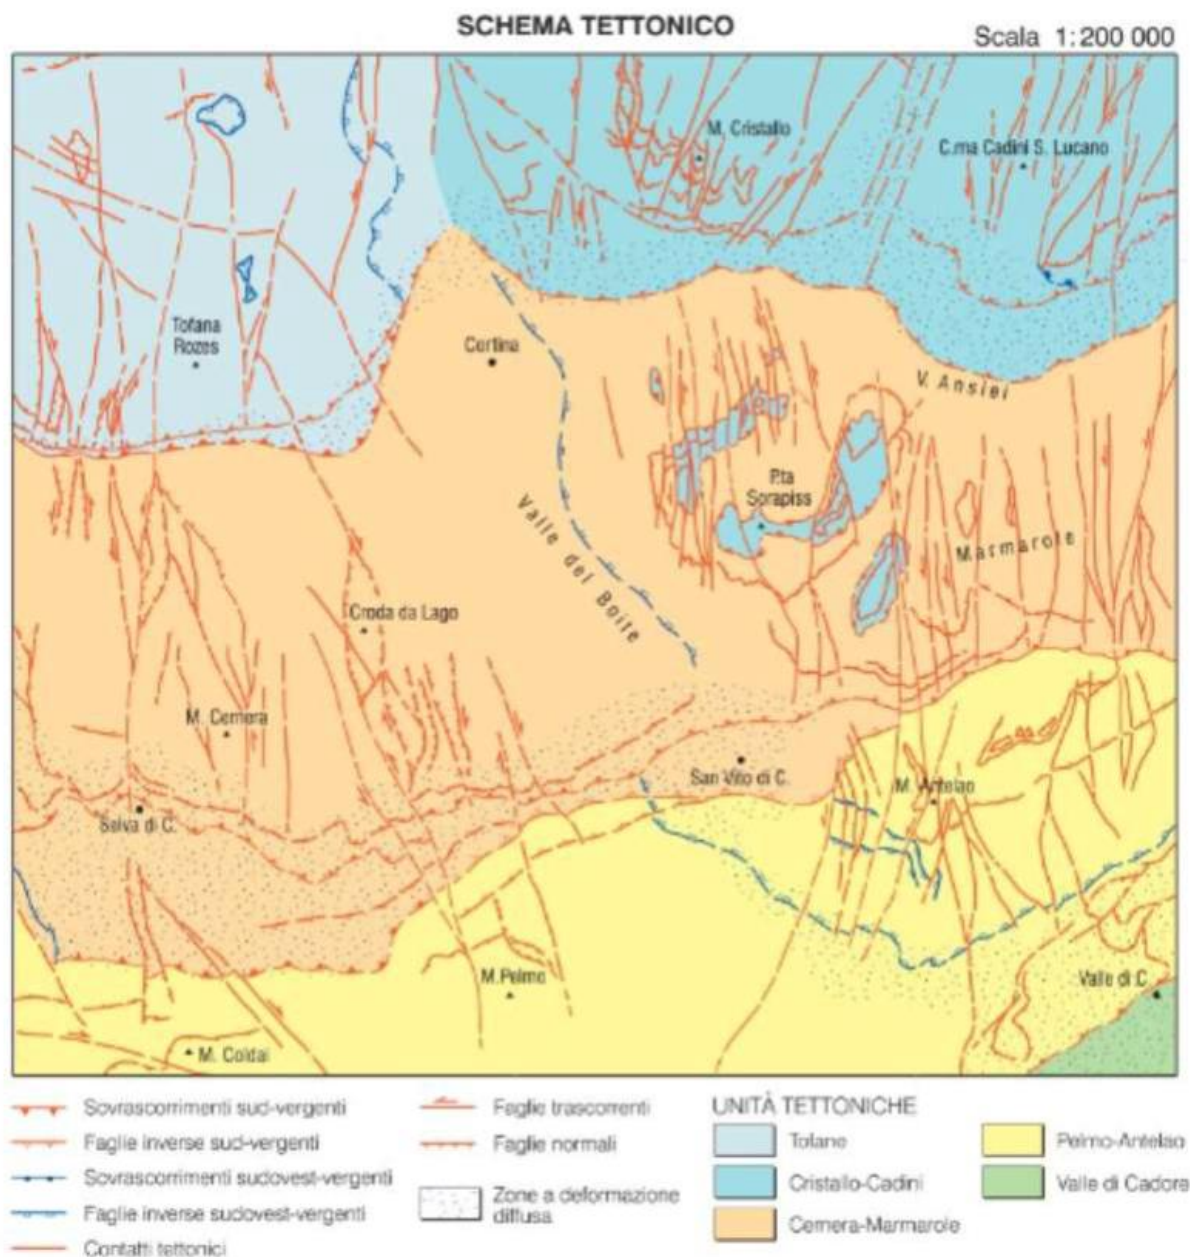 SCHEMA TETTONICO
Scala 1:200 000
M. Cristallo
C.ma Cadini S. Lucano
Tofana
Rozes
Cortina
V. Ansiei
P.ta
Sorapiss
Valle del Boite
Marmarole
Croda da Lago
M. Cernera
San Vito di C.
M. Antelao
Selva di C.
M. Pelmo
Valle di C.
M. Coldai
Sovrascorrimenti sud-vergenti
Faglie inverse sud-vergenti
Sovrascorrimenti sudovest-vergenti
Faglie inverse sudovest-vergenti
Contatti tettonici
Faglie trascorrenti
Faglie normali
Zone a deformazione
diffusa
UNITÀ TETTONICHE
Tofane
Cristallo-Cadini
Cernera-Marmarole
Pelmo-Antelao
Valle di Cadore